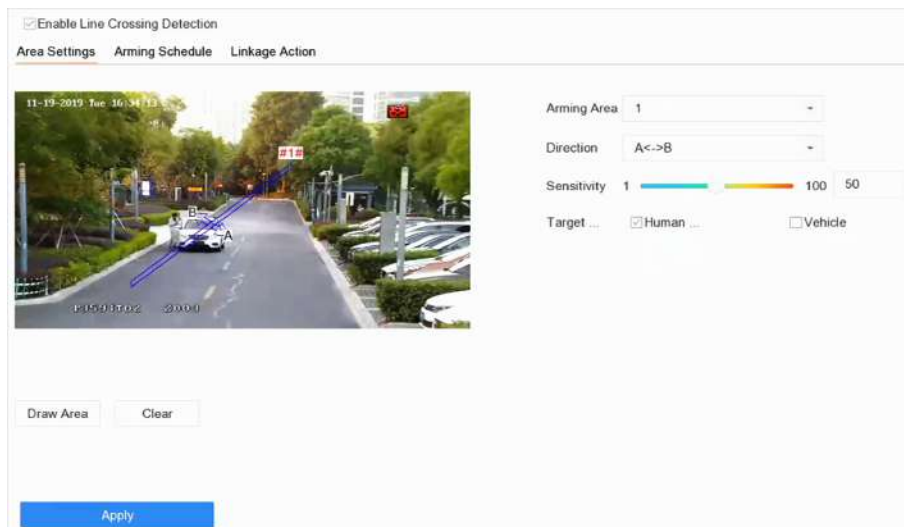 Enable Line Crossing Detection
Area Settings Arming Schedule Linkage Action
11-19-2019 Tue 16:34:13
#1#
B
A
Arming Area 1
Direction A<->B
Sensitivity 1 100 50
Target ... Human ... Vehicle
Draw Area Clear
Apply